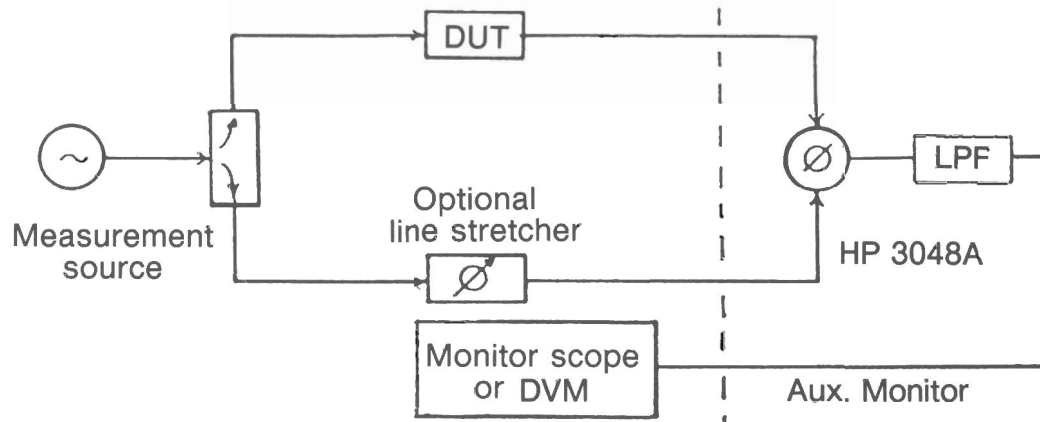 DUT
LPF
Measurement
source
Optional
line stretcher
HP 3048A
Monitor scope
or DVM
Aux. Monitor